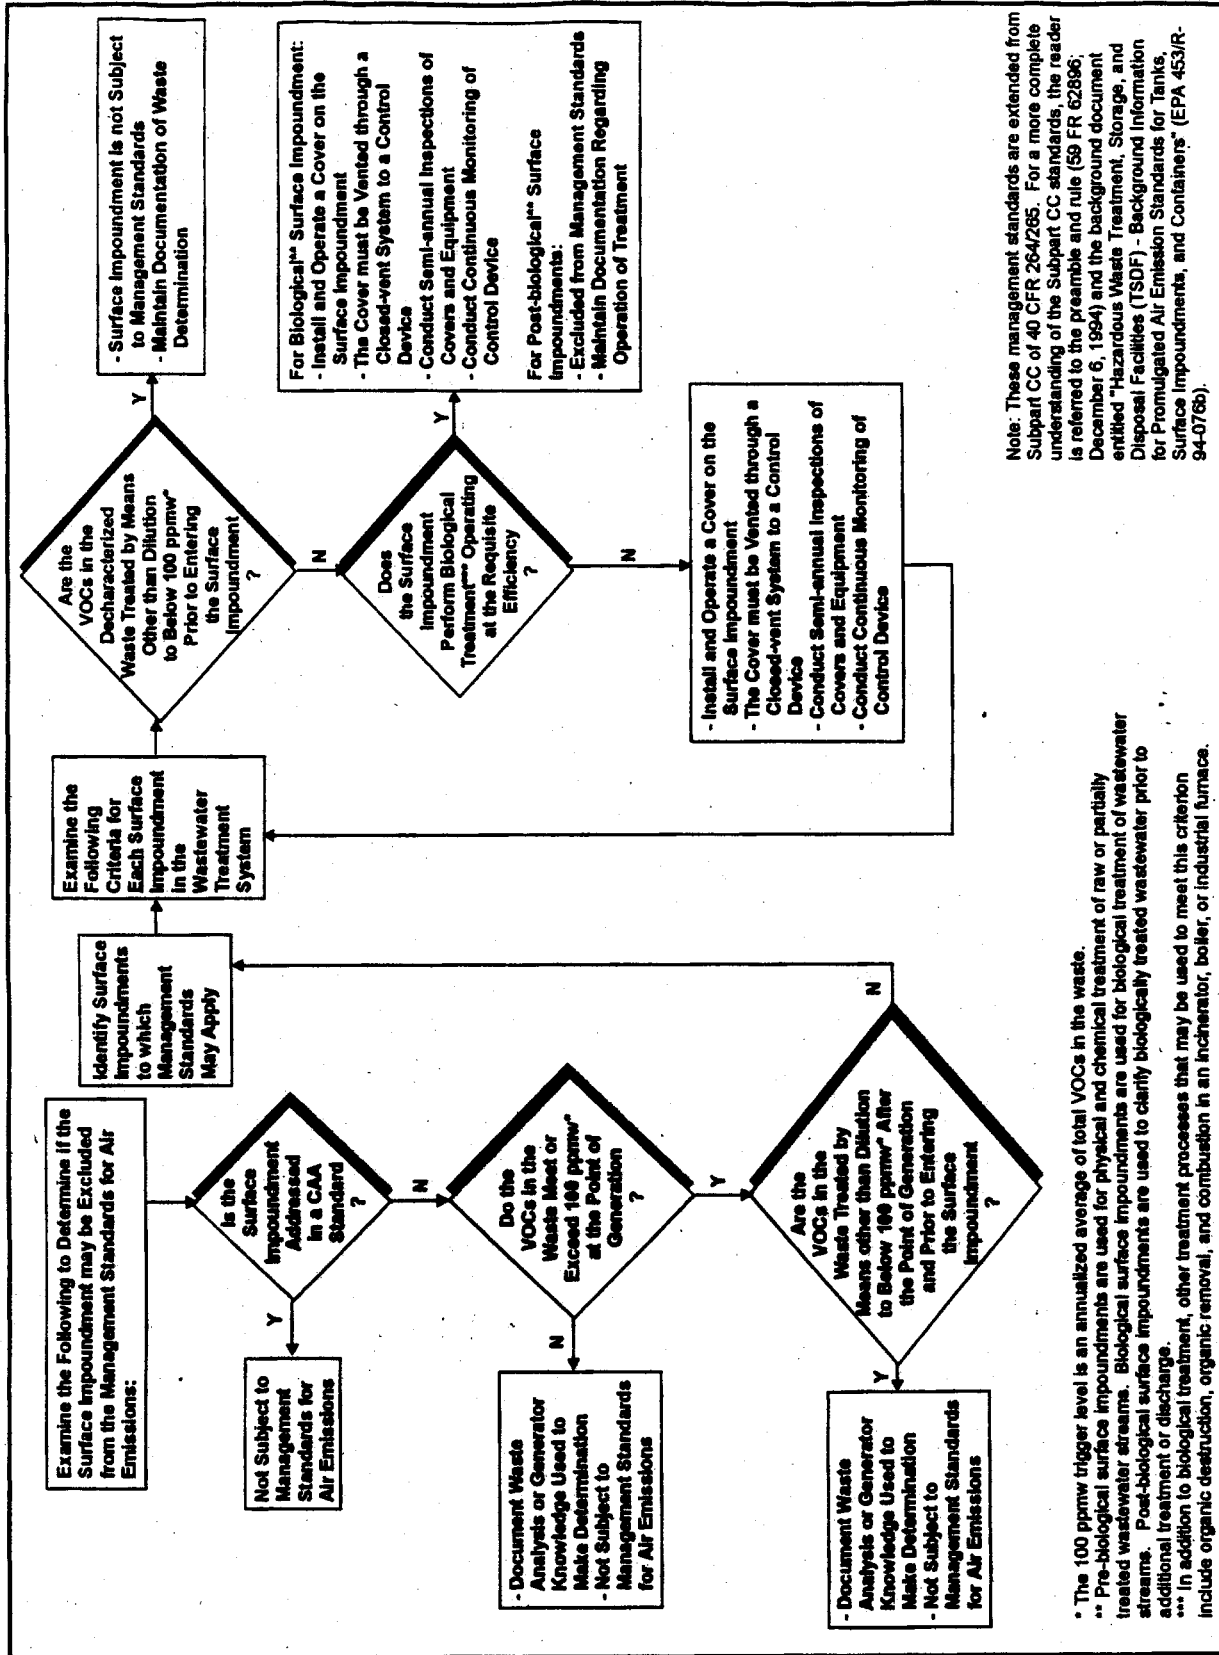 Examine the Following to Determine if the
Surface Impoundment may be Excluded
from the Management Standards for Air
Emissions:
Is the
Surface
Impoundment
Addressed
in a CAA
Standard
?
Y
N
Not Subject to
Management
Standards for
Air Emissions
Do the
VOCs in the
Waste Meet or
Exceed 100 ppmw*
at the Point of
Generation
?
N
Y
- Document Waste
Analysis or Generator
Knowledge Used to
Make Determination
- Not Subject to
Management Standards
for Air Emissions
Are the
VOCs in the
Waste Treated by
Means other than Dilution
to Below 100 ppmw* After
the Point of Generation
and Prior to Entering
the Surface
Impoundment
?
Y
N
- Document Waste
Analysis or Generator
Knowledge Used to
Make Determination
- Not Subject to
Management Standards
for Air Emissions
Identify Surface
Impoundments
to which
Management
Standards
May Apply
Examine the
Following
Criteria for
Each Surface
Impoundment
in the
Wastewater
Treatment
System
Are the
VOCs in the
Decharacterized
Waste Treated by Means
Other than Dilution
to Below 100 ppmw*
Prior to Entering
the Surface
Impoundment
?
Y
N
- Surface Impoundment is not Subject
to Management Standards
- Maintain Documentation of Waste
Determination
Does
the Surface
Impoundment
Perform Biological
Treatment*** Operating
at the Requisite
Efficiency
?
Y
N
For Biological** Surface Impoundment:
- Install and Operate a Cover on the
Surface Impoundment
- The Cover must be Vented through a
Closed-vent System to a Control
Device
- Conduct Semi-annual Inspections of
Covers and Equipment
- Conduct Continuous Monitoring of
Control Device
For Post-biological** Surface
Impoundments:
- Excluded from Management Standards
- Maintain Documentation Regarding
Operation of Treatment
- Install and Operate a Cover on the
Surface Impoundment
- The Cover must be Vented through a
Closed-vent System to a Control
Device
- Conduct Semi-annual Inspections of
Covers and Equipment
- Conduct Continuous Monitoring of
Control Device
Note: These management standards are extended from
Subpart CC of 40 CFR 264/265. For a more complete
understanding of the Subpart CC standards, the reader
is referred to the preamble and rule (59 FR 62896;
December 6, 1994) and the background document
entitled "Hazardous Waste Treatment, Storage, and
Disposal Facilities (TSDF) - Background Information
for Promulgated Air Emission Standards for Tanks,
Surface Impoundments, and Containers" (EPA 453/R-
94-076b).
* The 100 ppmw trigger level is an annualized average of total VOCs in the waste.
** Pre-biological surface impoundments are used for physical and chemical treatment of raw or partially
treated wastewater streams. Biological surface impoundments are used for biological treatment of wastewater
streams. Post-biological surface impoundments are used to clarify biologically treated wastewater prior to
additional treatment or discharge.
*** In addition to biological treatment, other treatment processes that may be used to meet this criterion
include organic destruction, organic removal, and combustion in an incinerator, boiler, or industrial furnace.